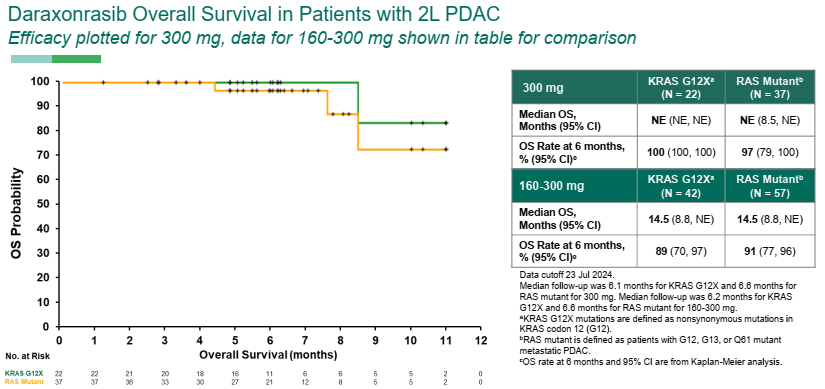 Daraxonrasib Overall Survival in Patients with 2L PDAC
Efficacy plotted for 300 mg, data for 160-300 mg shown in table for comparison
OS Probability
100
90
80
70
60
50
40
30
20
10
0
0 1 2 3 4 5 6 7 8 9 10 11 12
Overall Survival (months)
No. at Risk
KRAS G12X 22 22 21 20 18 16 11 6 6 5 5 2 0
RAS Mutant 37 37 36 33 30 27 21 12 8 5 5 2 0
300 mg KRAS G12Xᵃ (N = 22) RAS Mutantᵇ (N = 37)
Median OS, Months (95% CI) NE (NE, NE) NE (8.5, NE)
OS Rate at 6 months, % (95% CI)ᶜ 100 (100, 100) 97 (79, 100)
160-300 mg KRAS G12Xᵃ (N = 42) RAS Mutantᵇ (N = 57)
Median OS, Months (95% CI) 14.5 (8.8, NE) 14.5 (8.8, NE)
OS Rate at 6 months, % (95% CI)ᶜ 89 (70, 97) 91 (77, 96)
Data cutoff 23 Jul 2024.
Median follow-up was 6.1 months for KRAS G12X and 6.6 months for
RAS mutant for 300 mg. Median follow-up was 6.2 months for KRAS
G12X and 6.6 months for RAS mutant for 160-300 mg.
ᵃKRAS G12X mutations are defined as nonsynonymous mutations in
KRAS codon 12 (G12).
ᵇRAS mutant is defined as patients with G12, G13, or Q61 mutant
metastatic PDAC.
ᶜOS rate at 6 months and 95% CI are from Kaplan-Meier analysis.